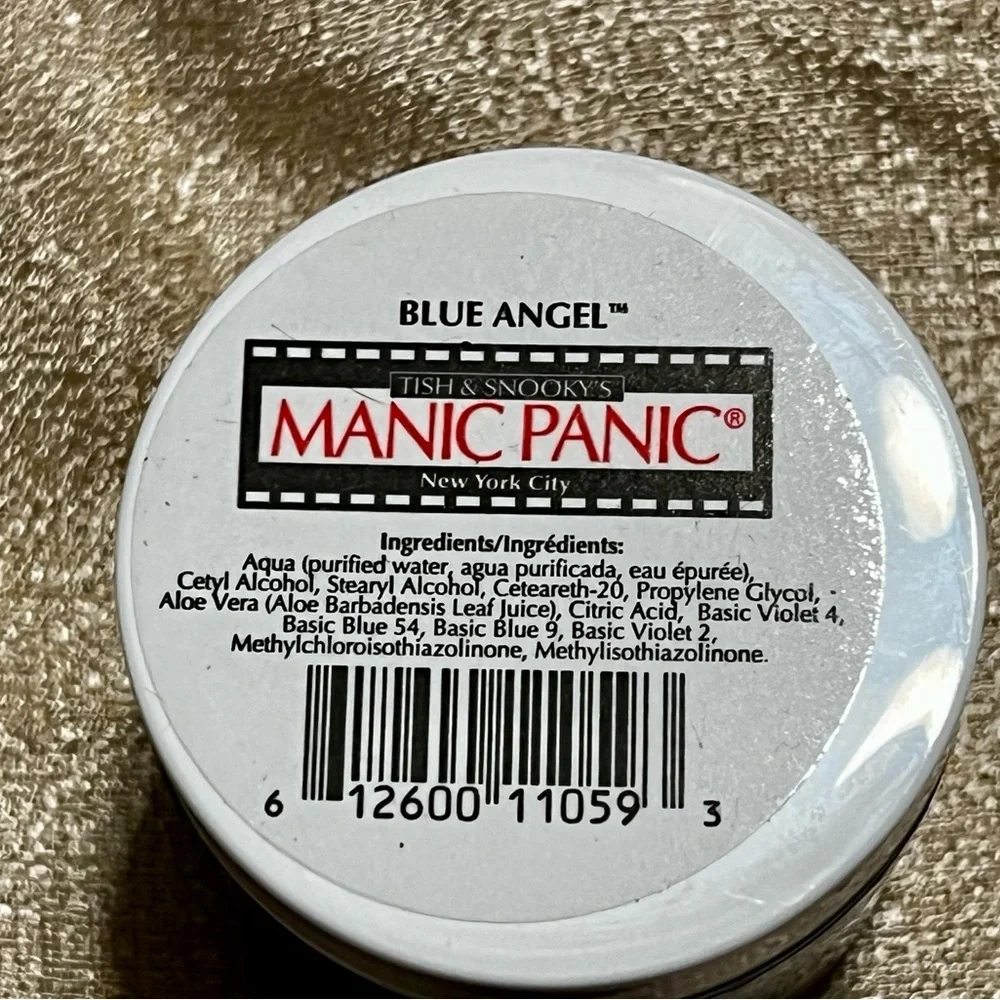 BLUE ANGEL™
TISH & SNOOKY'S
MANIC PANIC®
New York City
Ingredients/Ingrédients:
Aqua (purified water, agua purificada, eau épurée),
Cetyl Alcohol, Stearyl Alcohol, Ceteareth-20, Propylene Glycol,
Aloe Vera (Aloe Barbadensis Leaf Juice), Citric Acid, Basic Violet 4,
Basic Blue 54, Basic Blue 9, Basic Violet 2,
Methylchloroisothiazolinone, Methylisothiazolinone.
6 12600 11059 3